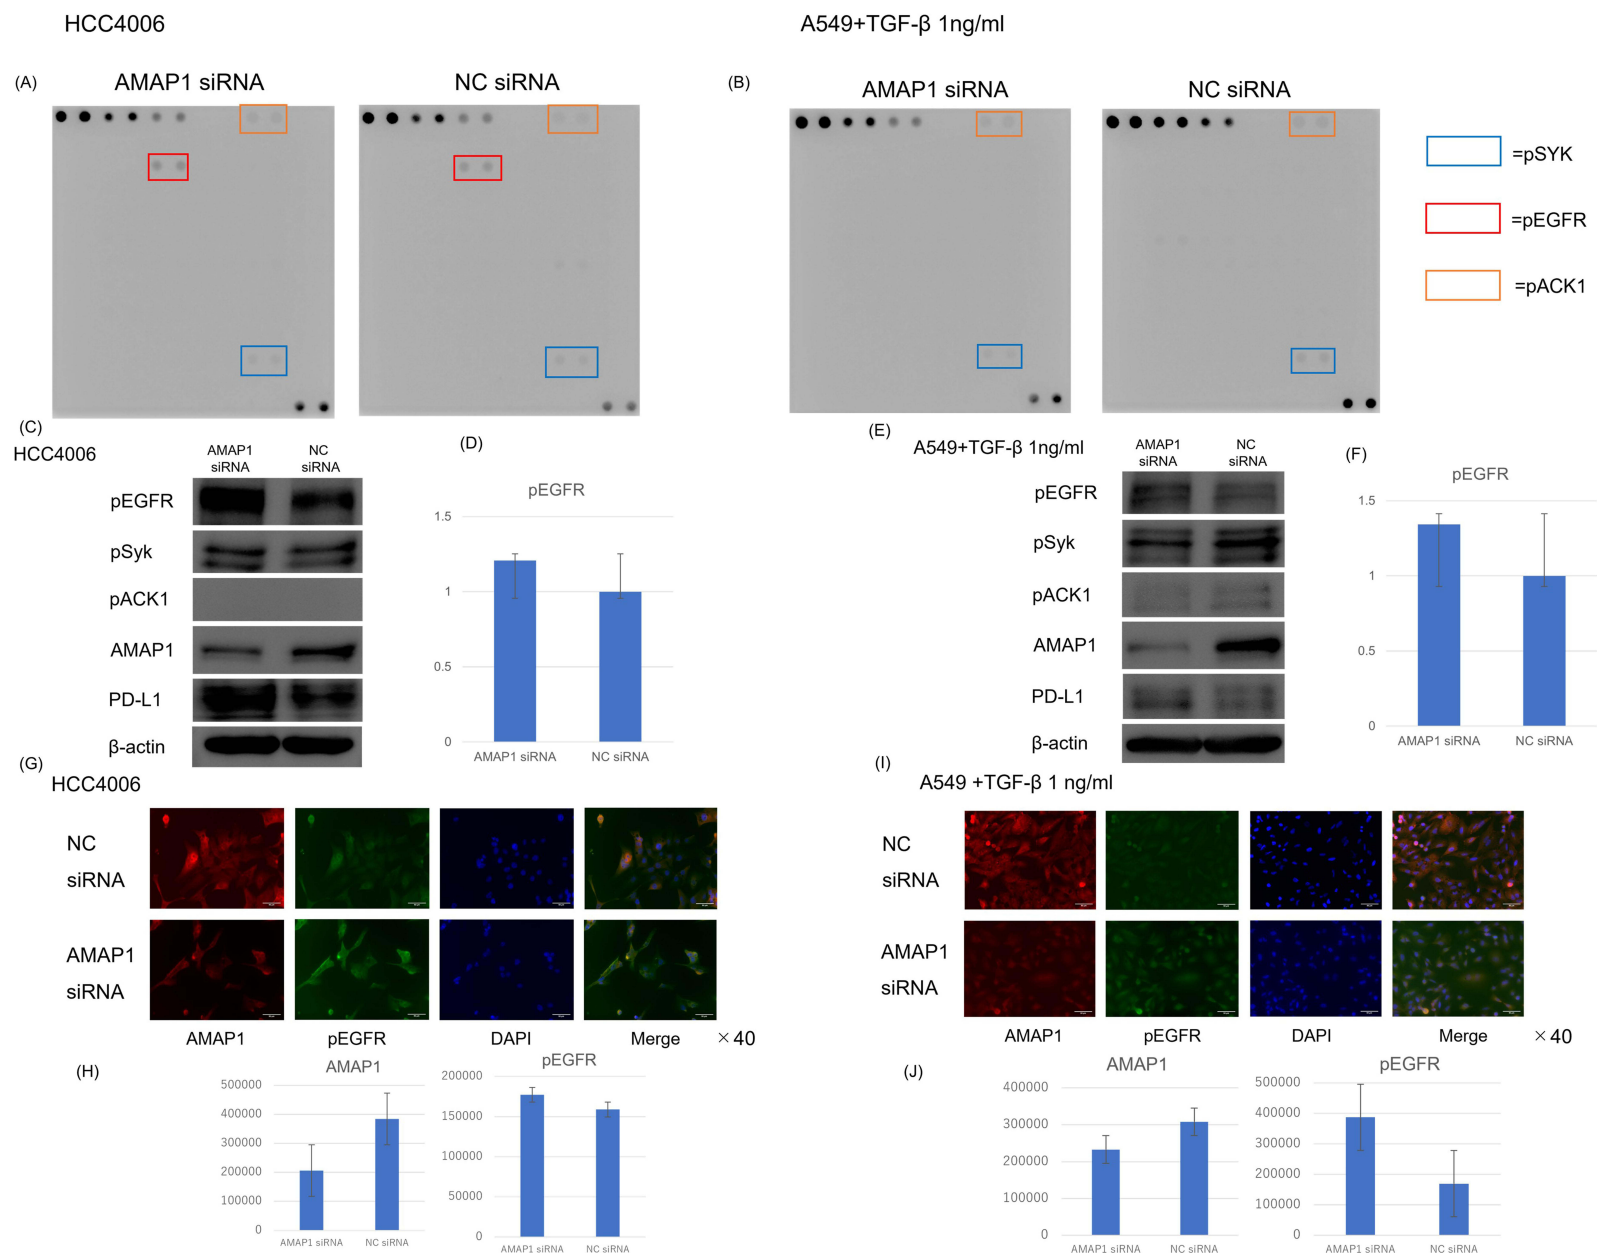 HCC4006
A549+TGF-β 1ng/ml
(A)
AMAP1 siRNA
NC siRNA
(B)
AMAP1 siRNA
NC siRNA
=pSYK
=pEGFR
=pACK1
(C)
HCC4006
AMAP1
siRNA
NC
siRNA
pEGFR
pSyk
pACK1
AMAP1
PD-L1
β-actin
(D)
pEGFR
1.5
1
0.5
0
AMAP1 siRNA
NC siRNA
(E)
A549+TGF-β 1ng/ml
AMAP1
siRNA
NC
siRNA
pEGFR
pSyk
pACK1
AMAP1
PD-L1
β-actin
(F)
pEGFR
1.5
1
0.5
0
AMAP1 siRNA
NC siRNA
(G)
HCC4006
NC
siRNA
AMAP1
siRNA
AMAP1
pEGFR
DAPI
Merge
×40
(I)
A549 +TGF-β 1 ng/ml
NC
siRNA
AMAP1
siRNA
AMAP1
pEGFR
DAPI
Merge
×40
(H)
AMAP1
500000
400000
300000
200000
100000
0
AMAP1 siRNA
NC siRNA
pEGFR
200000
150000
100000
50000
0
AMAP1 siRNA
NC siRNA
(J)
AMAP1
400000
300000
200000
100000
0
AMAP1 siRNA
NC siRNA
pEGFR
500000
400000
300000
200000
100000
0
AMAP1 siRNA
NC siRNA